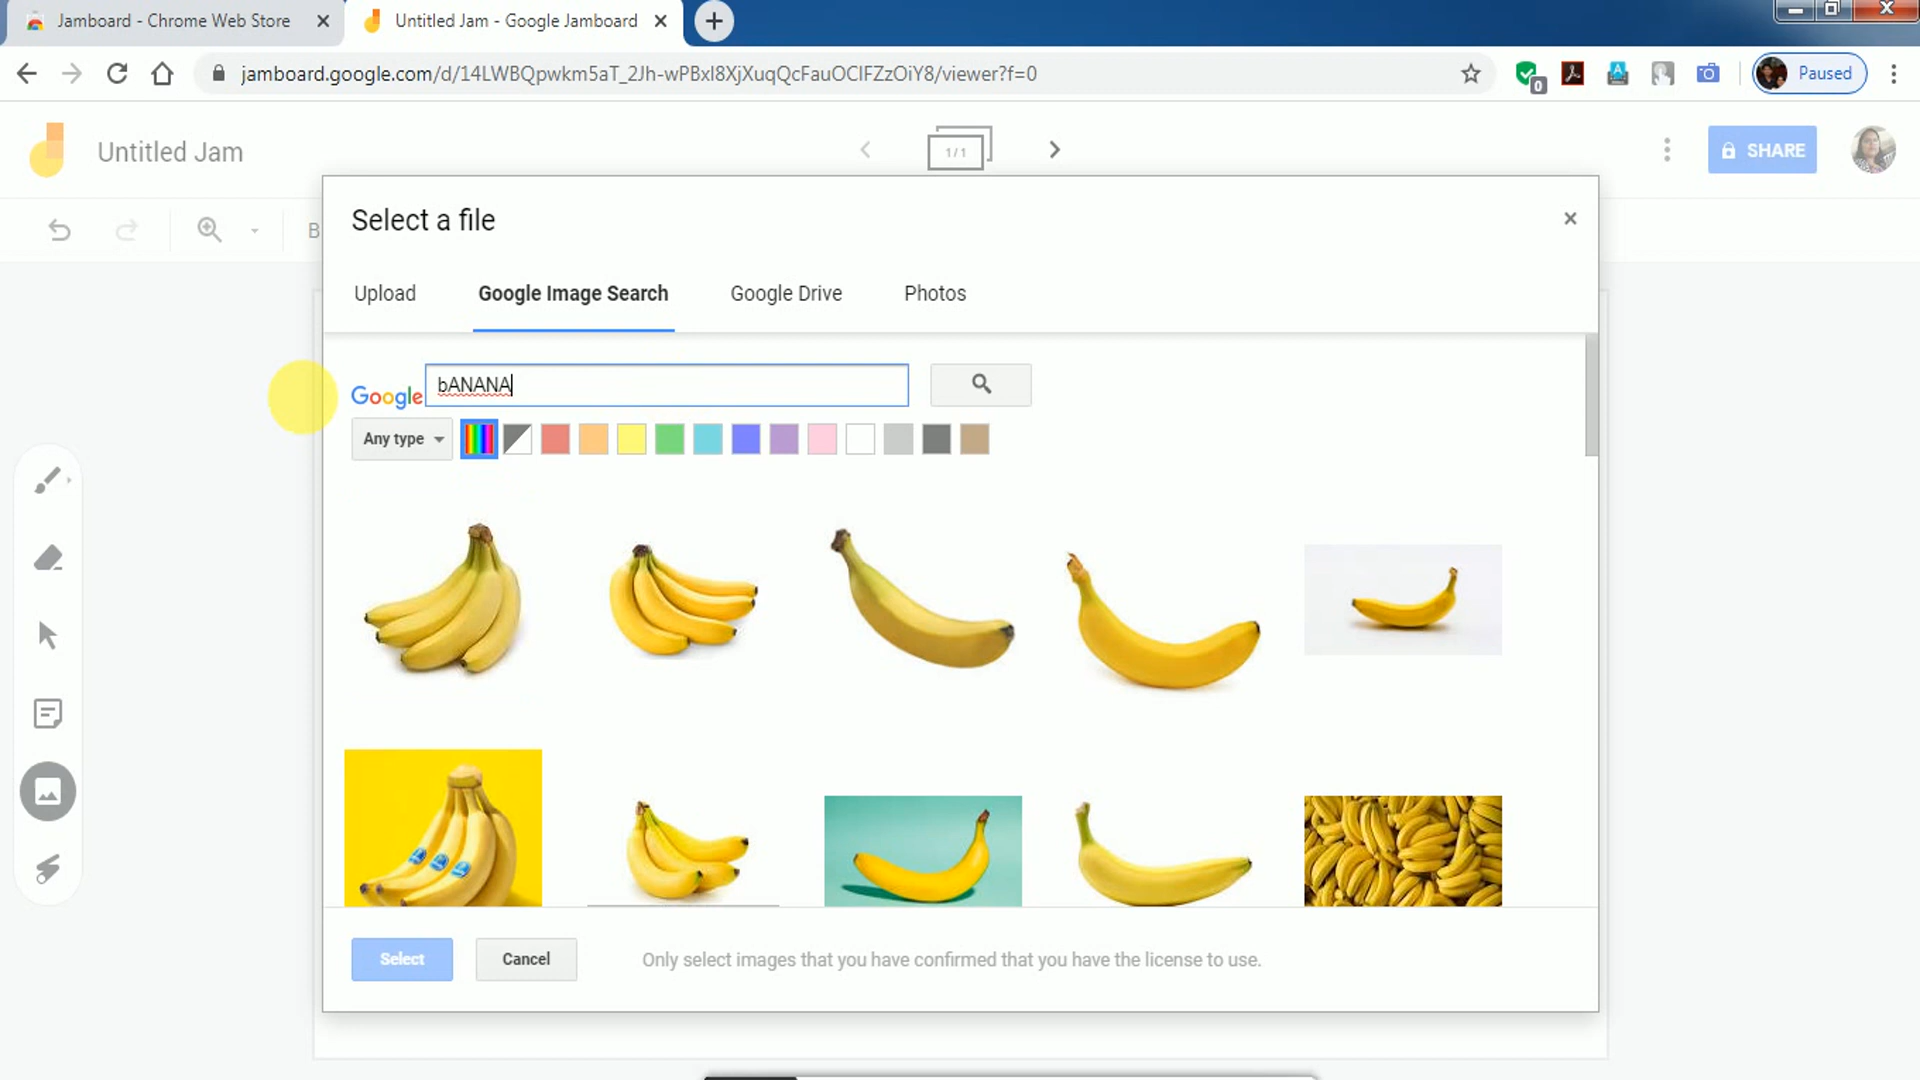 Jamboard - Chrome Web Store
Untitled Jam - Google Jamboard
jamboard.google.com/d/14LWBQpwkm5aT_2Jh-wPBxI8XjXuqQcFauOCIFZzOiY8/viewer?f=0
0
Paused
Untitled Jam
1/1
SHARE
B
Select a file
Upload
Google Image Search
Google Drive
Photos
Google
bANANA
Any type
Select
Cancel
Only select images that you have confirmed that you have the license to use.